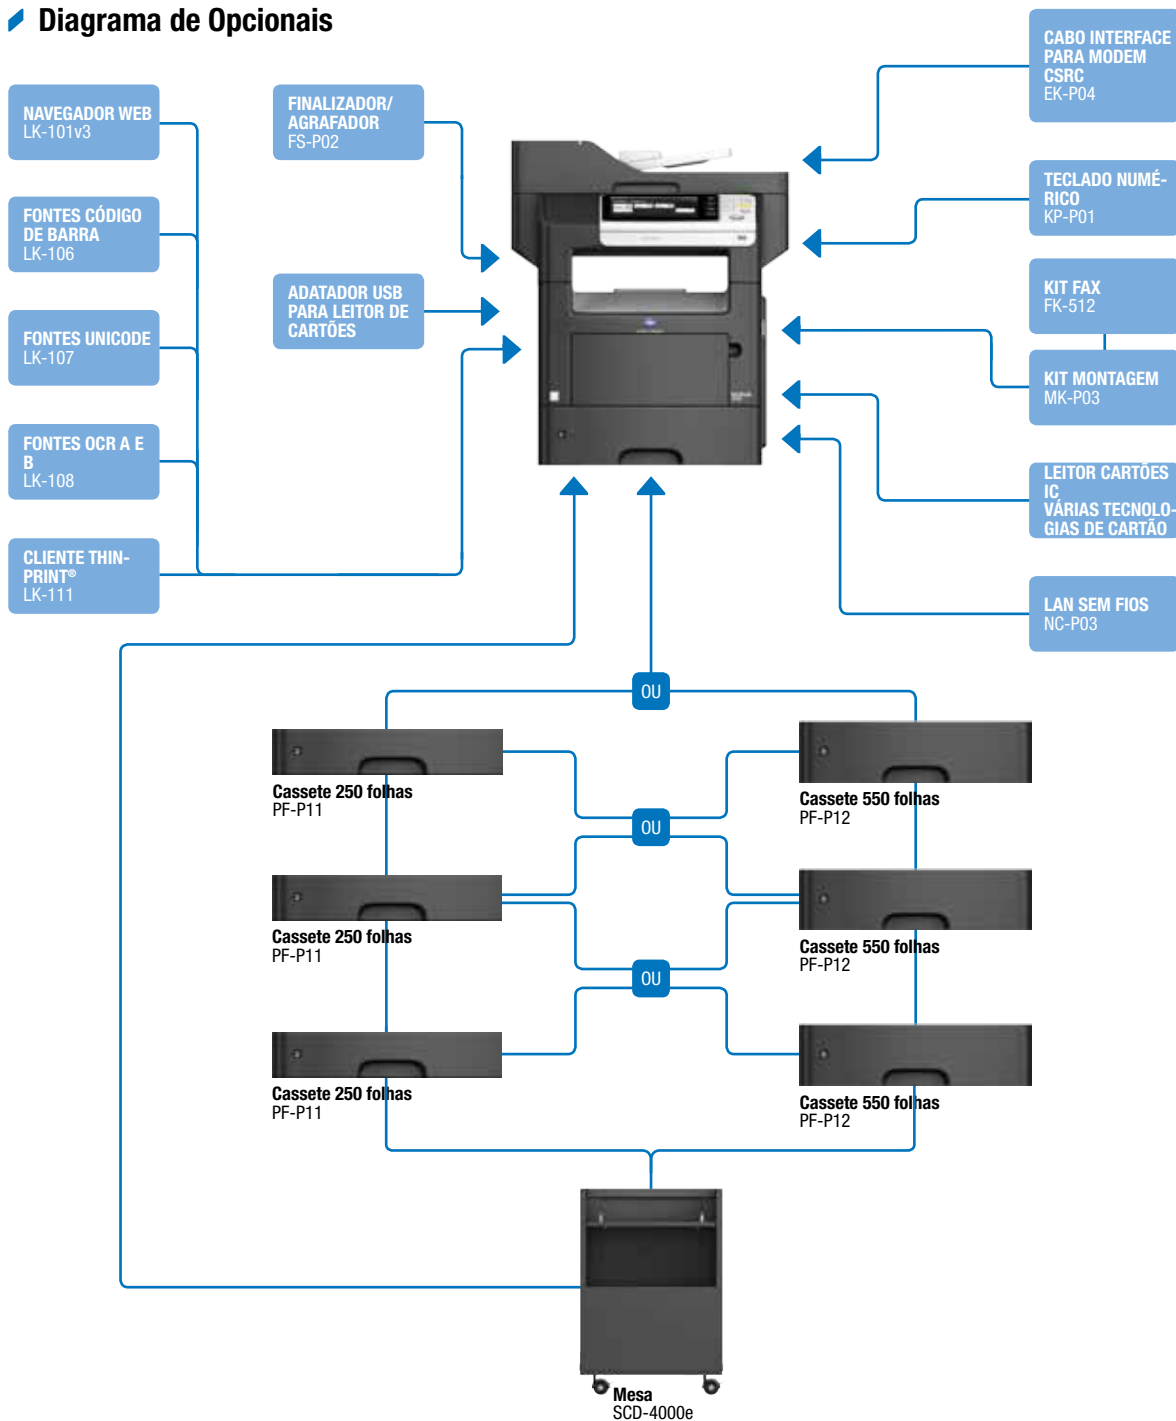 Diagrama de Opcionais
NAVEGADOR WEB
LK-101v3
FONTES CÓDIGO
DE BARRA
LK-106
FONTES UNICODE
LK-107
FONTES OCR A E
B
LK-108
CLIENTE THIN-
PRINT®
LK-111
FINALIZADOR/
AGRAFADOR
FS-P02
ADATADOR USB
PARA LEITOR DE
CARTÕES
CABO INTERFACE
PARA MODEM
CSRC
EK-P04
TECLADO NUMÉ-
RICO
KP-P01
KIT FAX
FK-512
KIT MONTAGEM
MK-P03
LEITOR CARTÕES
IC
VÁRIAS TECNOLO-
GIAS DE CARTÃO
LAN SEM FIOS
NC-P03
OU
Cassete 250 folhas
PF-P11
Cassete 550 folhas
PF-P12
OU
Cassete 250 folhas
PF-P11
Cassete 550 folhas
PF-P12
OU
Cassete 250 folhas
PF-P11
Cassete 550 folhas
PF-P12
Mesa
SCD-4000e